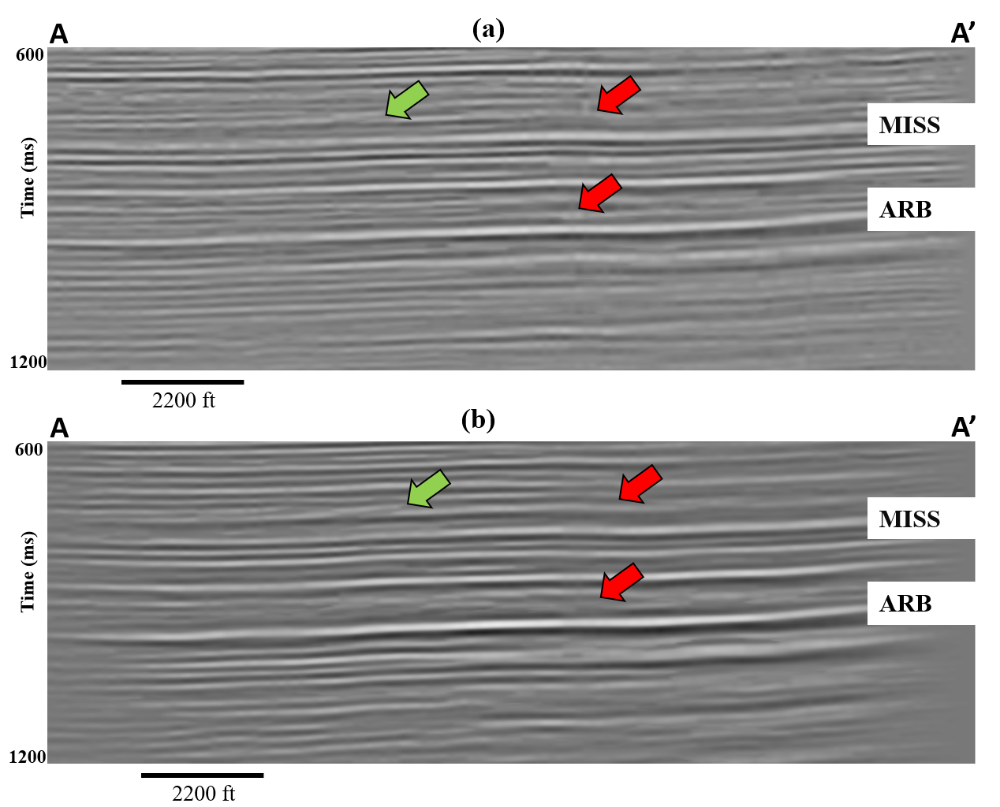 A
(a)
A’
600
MISS
Time (ms)
ARB
1200
2200 ft
A
(b)
A’
600
MISS
Time (ms)
ARB
1200
2200 ft